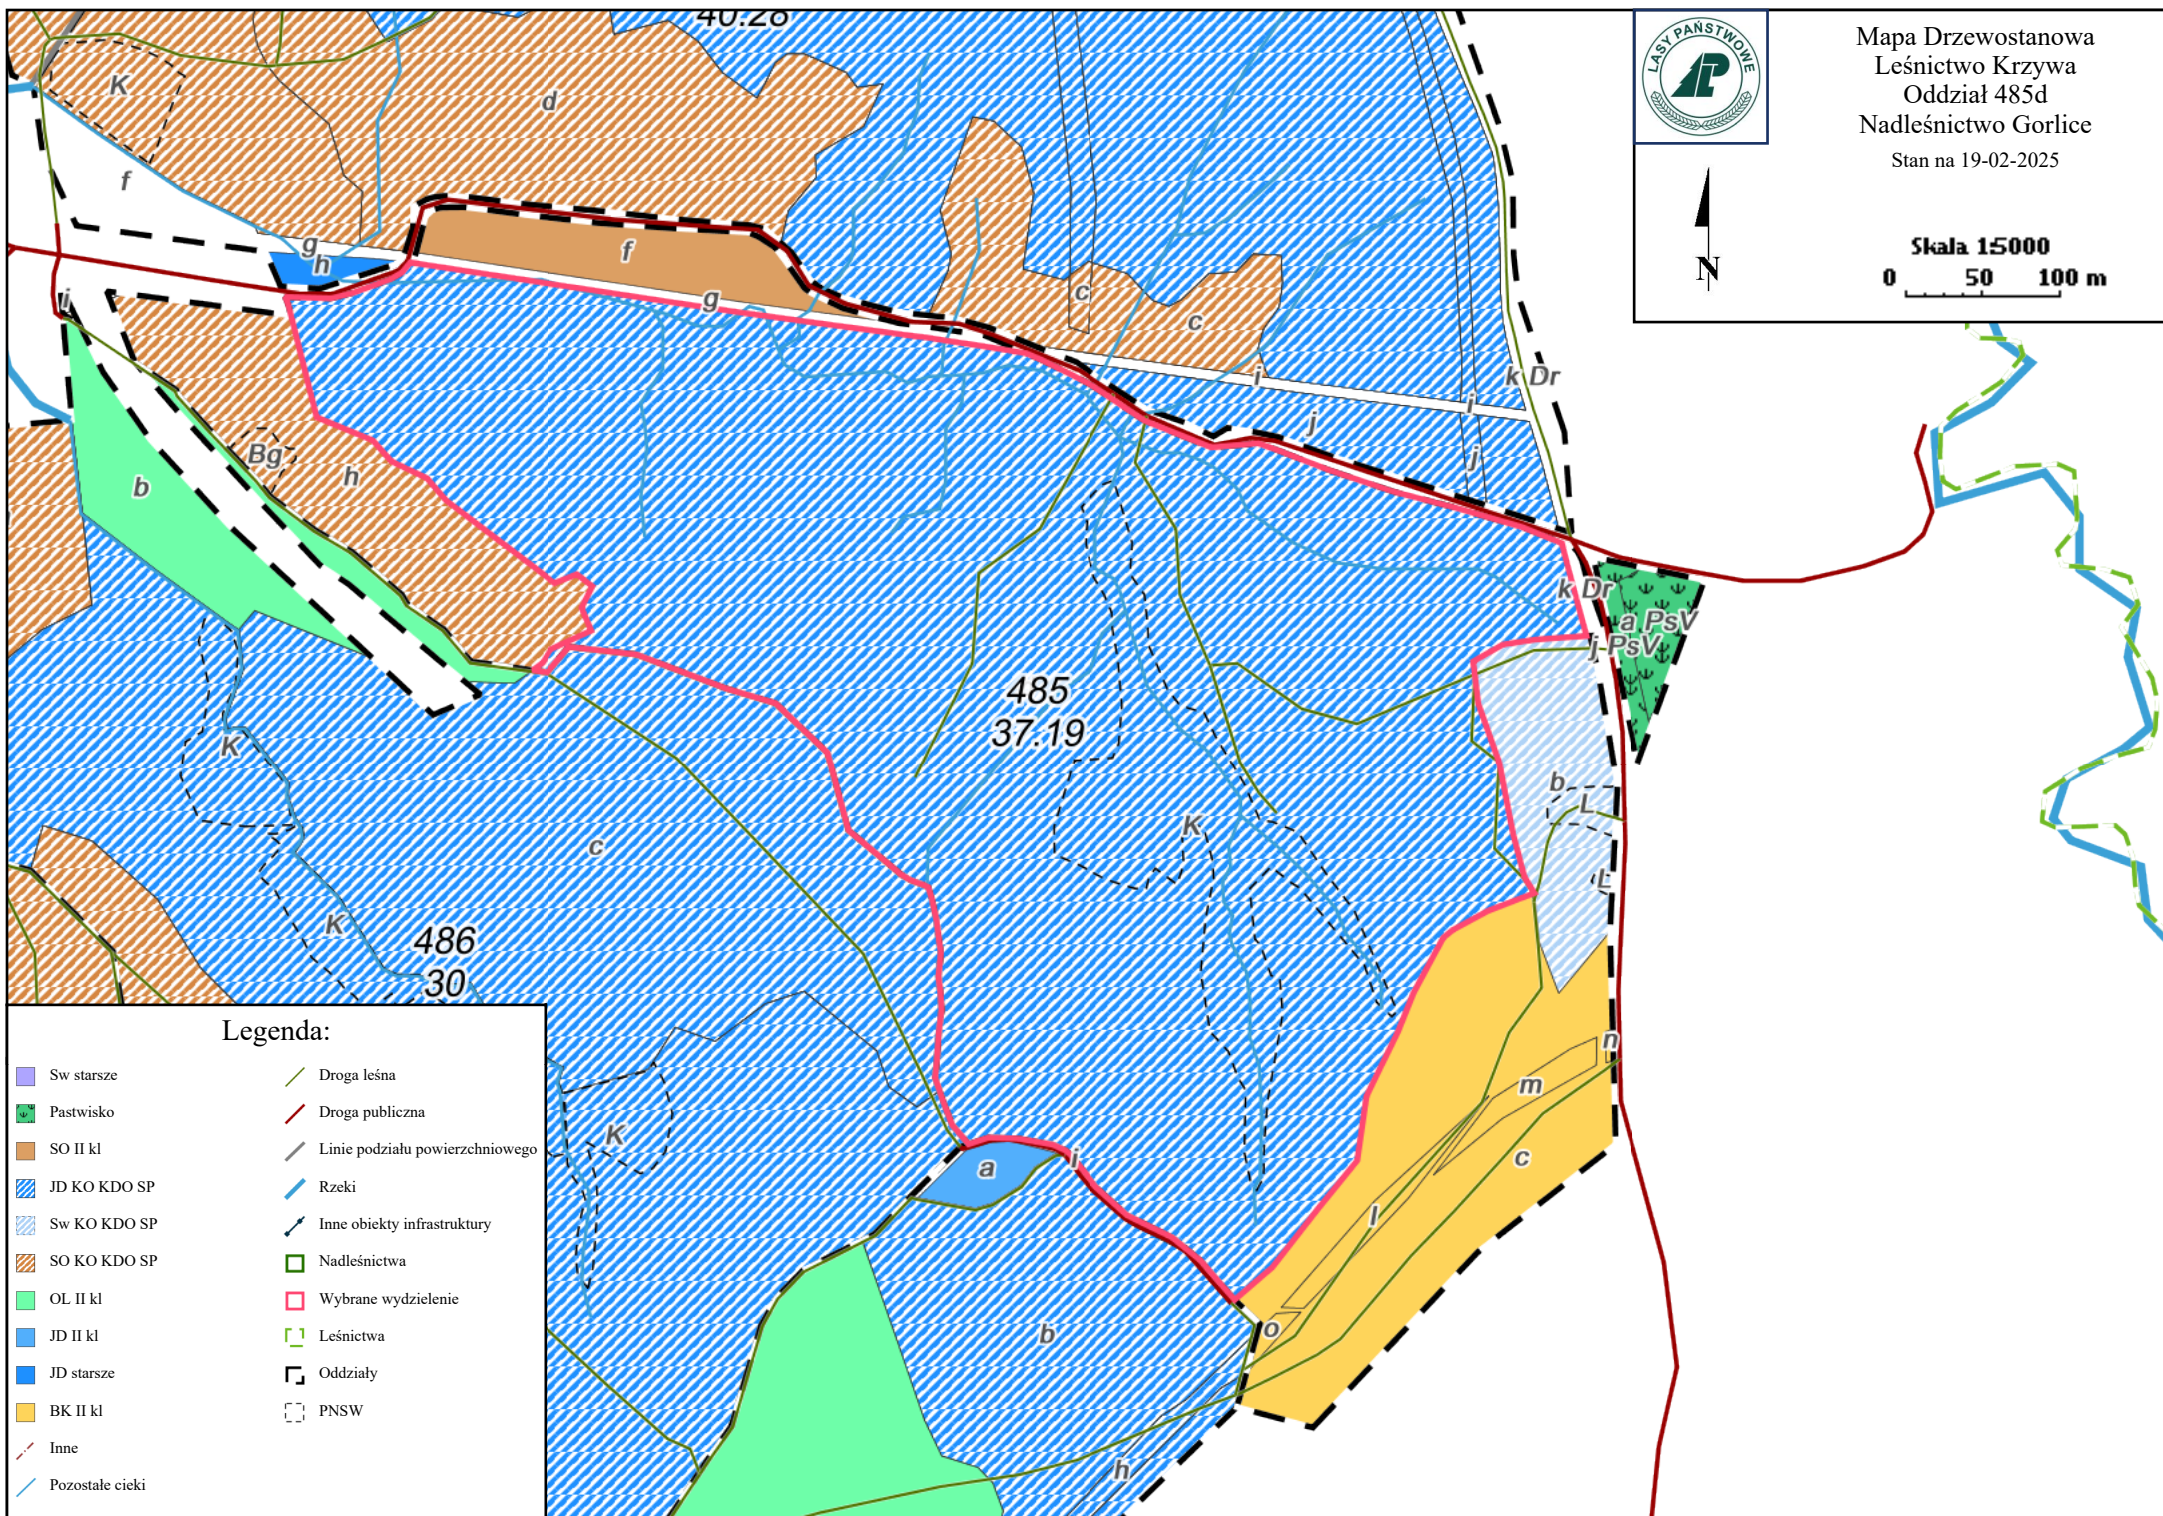 40.28
LASY PAŃSTWOWE
LP
Mapa Drzewostanowa
Leśnictwo Krzywa
Oddział 485d
Nadleśnictwo Gorlice
Stan na 19-02-2025
N
Skala 1:5000
0 50 100 m
K
d
f
g
h
f
g
c
c
i
i
k Dr
j
j
i
b
Bg
h
k Dr
a PsV
j PsV
485
37.19
K
b
L
L
K
c
K
K
486
30
n
m
c
l
K
a
i
b
o
h
Legenda:
Sw starsze
Pastwisko
SO II kl
JD KO KDO SP
Sw KO KDO SP
SO KO KDO SP
OL II kl
JD II kl
JD starsze
BK II kl
Inne
Pozostałe cieki
Droga leśna
Droga publiczna
Linie podziału powierzchniowego
Rzeki
Inne obiekty infrastruktury
Nadleśnictwa
Wybrane wydzielenie
Leśnictwa
Oddziały
PNSW